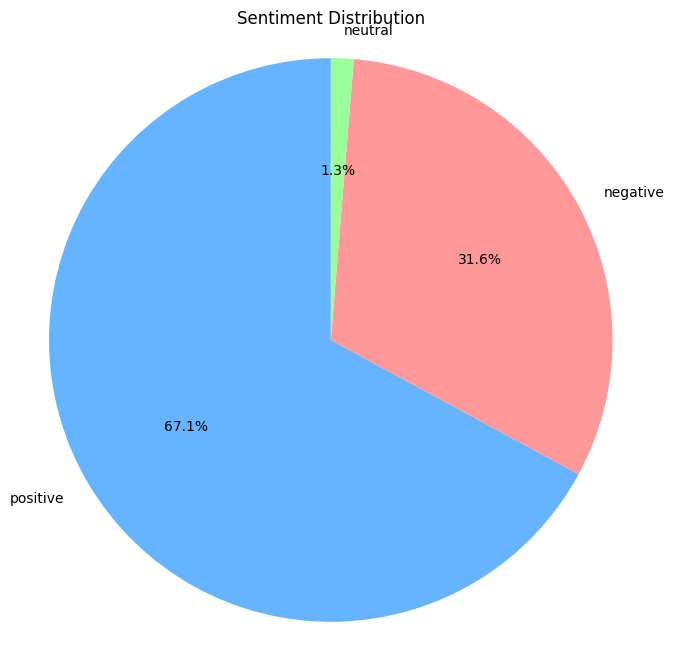 Sentiment Distribution
neutral
1.3%
negative
31.6%
67.1%
positive